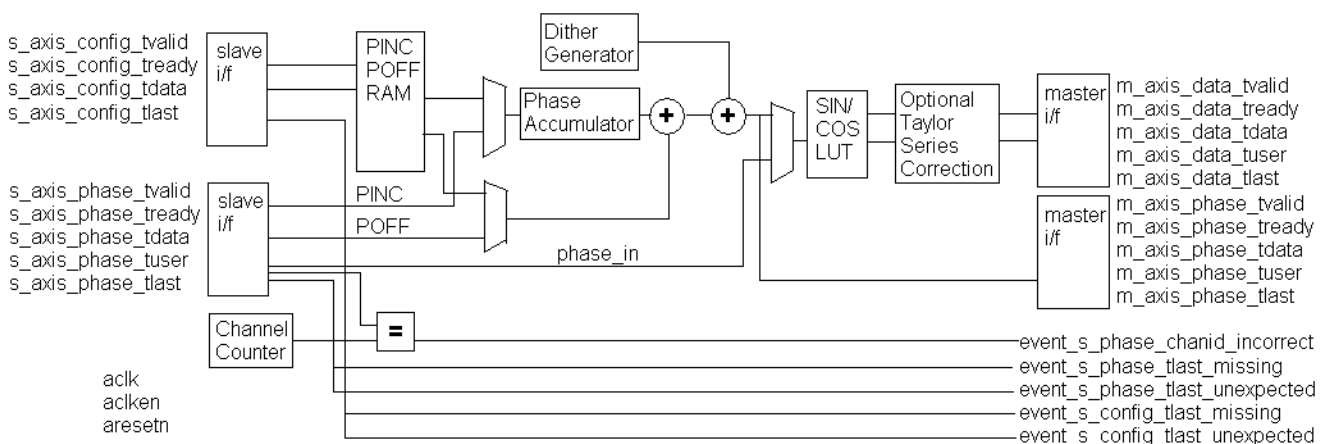 s_axis_config_tvalid
s_axis_config_tready
s_axis_config_tdata
s_axis_config_tlast
slave
i/f
PINC
POFF
RAM
Dither
Generator
Phase
Accumulator
+
+
SIN/
COS
LUT
Optional
Taylor
Series
Correction
master
i/f
m_axis_data_tvalid
m_axis_data_tready
m_axis_data_tdata
m_axis_data_tuser
m_axis_data_tlast
s_axis_phase_tvalid
s_axis_phase_tready
s_axis_phase_tdata
s_axis_phase_tuser
s_axis_phase_tlast
slave
i/f
PINC
POFF
phase_in
master
i/f
m_axis_phase_tvalid
m_axis_phase_tready
m_axis_phase_tdata
m_axis_phase_tuser
m_axis_phase_tlast
Channel
Counter
=
event_s_phase_chanid_incorrect
event_s_phase_tlast_missing
event_s_phase_tlast_unexpected
event_s_config_tlast_missing
event_s_config_tlast_unexpected
aclk
aclken
aresetn